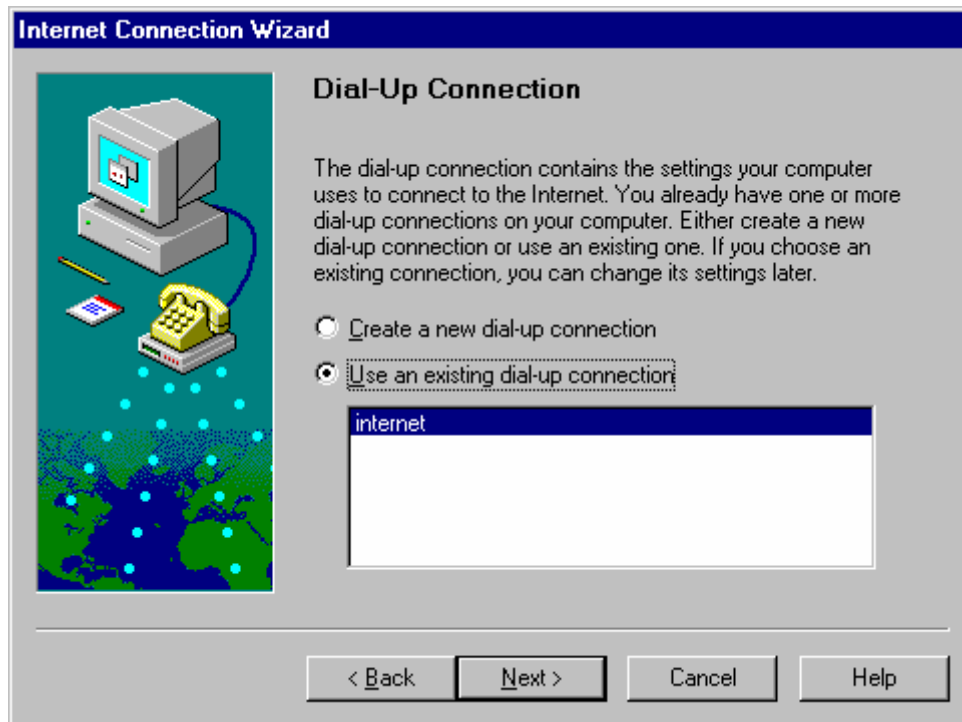 Internet Connection Wizard
Dial-Up Connection
The dial-up connection contains the settings your computer
uses to connect to the Internet. You already have one or more
dial-up connections on your computer. Either create a new
dial-up connection or use an existing one. If you choose an
existing connection, you can change its settings later.
Create a new dial-up connection
Use an existing dial-up connection
internet
< Back
Next >
Cancel
Help